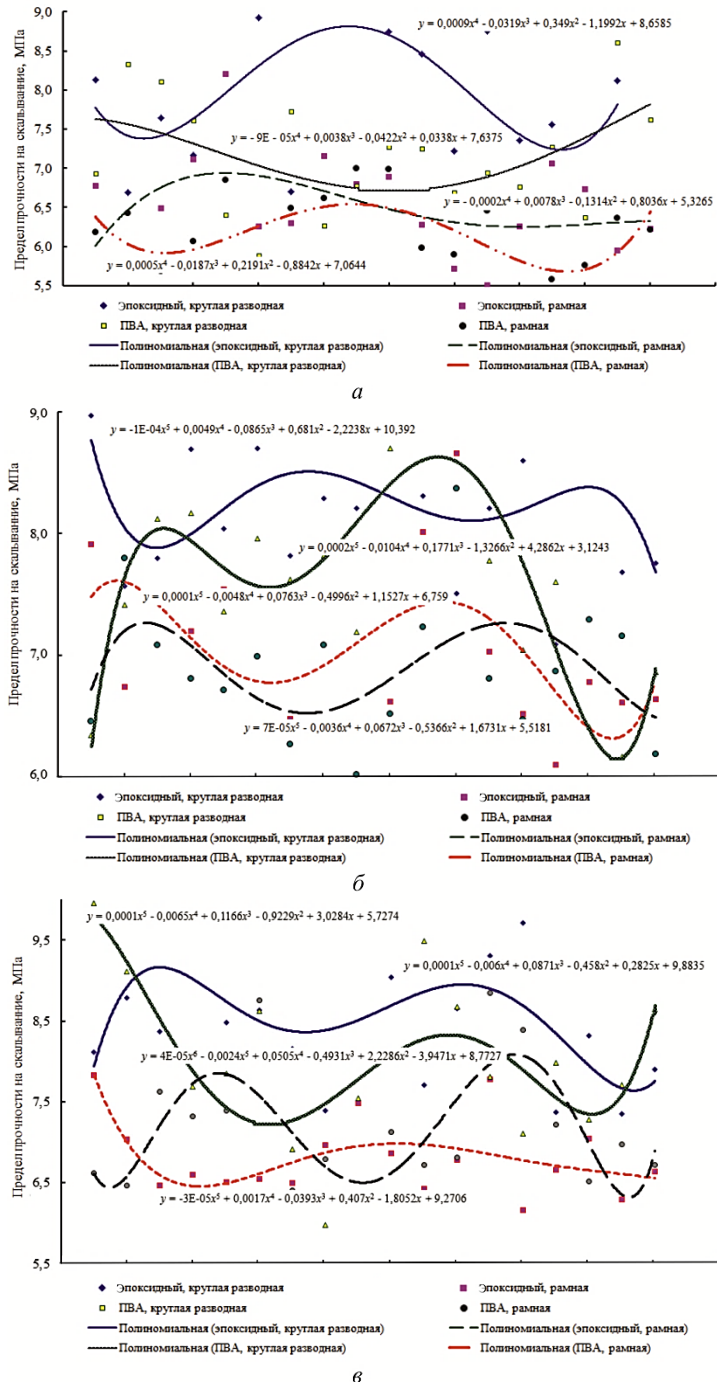 y = 0,0009x⁴ - 0,0319x³ + 0,349x² - 1,1992x + 8,6585
y = - 9E - 05x⁴ + 0,0038x³ -0,0422x² + 0,0338x + 7,6375
y = -0,0002x⁴ + 0,0078x³ -0,1314x² + 0,8036x + 5,3265
0,0005x⁴ -0,0187x³ + 0,2191x² - 0,8842x + 7,0644
Предел прочности на скалывание, МПа
9,0
8,5
8,0
7,5
7,0
6,5
6,0
5,5
Эпоксидный, круглая разводная
Эпоксидный, рамная
ПВА, круглая разводная
ПВА, рамная
Полиномиальная (эпоксидный, круглая разводная)
Полиномиальная (эпоксидный, рамная)
Полиномиальная (ПВА, круглая разводная)
Полиномиальная (ПВА, рамная)
а
y = -1E-04x⁵ + 0,0049x⁴ - 0,0865x³ + 0,681x² - 2,2238x + 10,392
y = 0,0002x⁵ -0,0104x⁴ + 0,1771x³ -1,3266x² + 4,2862x + 3,1243
y = 0,0001x⁵ -0,0048x⁴ + 0,0763x³ -0,4996x² + 1,1527x + 6,759
y = 7E-05x⁵ -0,0036x⁴ + 0,0672x³ -0,5366x² + 1,6731x + 5,5181
Предел прочности на скалывание, МПа
9,0
8,0
7,0
6,0
Эпоксидный, круглая разводная
Эпоксидный, рамная
ПВА, круглая разводная
ПВА, рамная
Полиномиальная (эпоксидный, круглая разводная)
Полиномиальная (эпоксидный, рамная)
Полиномиальная (ПВА, круглая разводная)
Полиномиальная (ПВА, рамная)
б
y = 0,0001x⁵ - 0,0065x⁴ + 0,1166x³ - 0,9229x² + 3,0284x + 5,7274
y = 0,0001x⁵ -0,006x⁴ + 0,0871x³ -0,458x² + 0,2825x + 9,8835
y = 4E-05x⁶ - 0,0024x⁵ + 0,0505x⁴ - 0,4931x³ + 2,2286x² - 3,9471x + 8,7727
y = -3E-05x⁵ + 0,0017x⁴ - 0,0393x³ + 0,407x² - 1,8052x + 9,2706
Предел прочности на скалывание, МПа
9,5
8,5
7,5
6,5
5,5
Эпоксидный, круглая разводная
Эпоксидный, рамная
ПВА, круглая разводная
ПВА, рамная
Полиномиальная (эпоксидный, круглая разводная)
Полиномиальная (эпоксидный, рамная)
Полиномиальная (ПВА, круглая разводная)
Полиномиальная (ПВА, рамная)
в